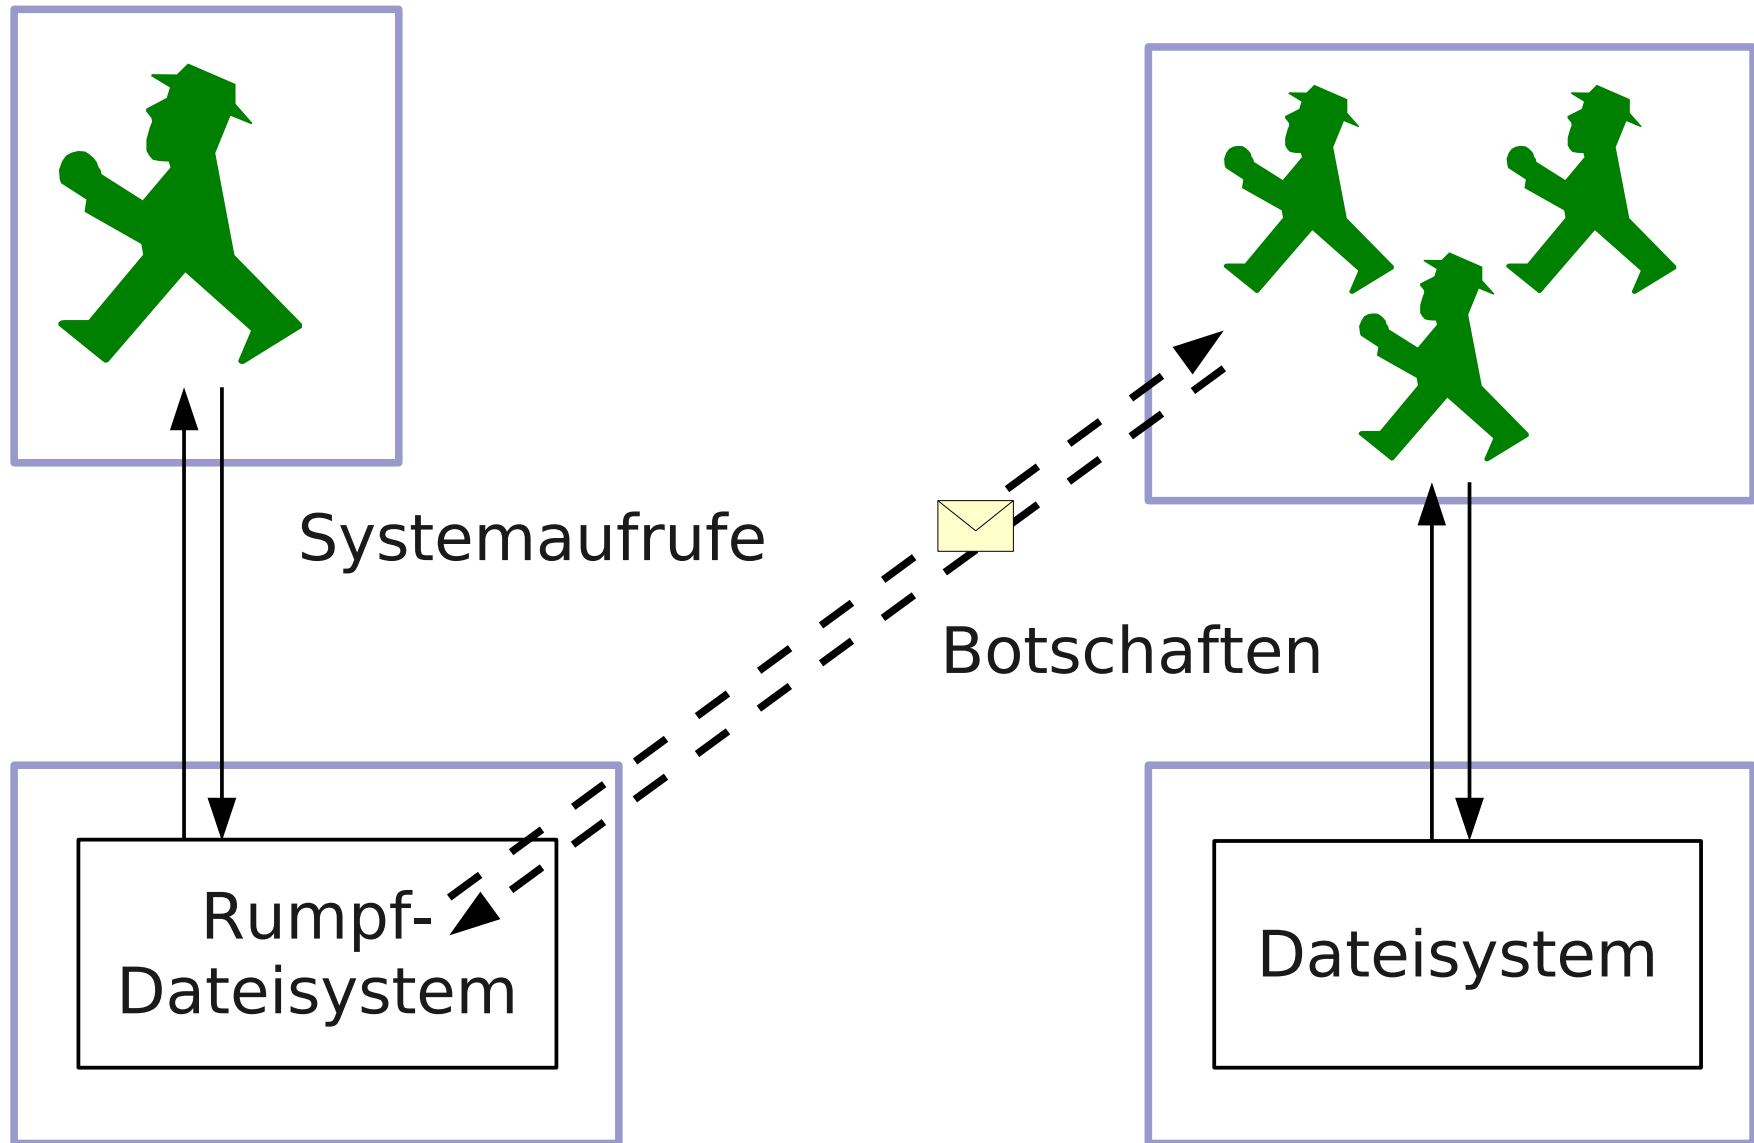 Systemaufrufe
Botschaften
Rumpf-
Dateisystem
Dateisystem